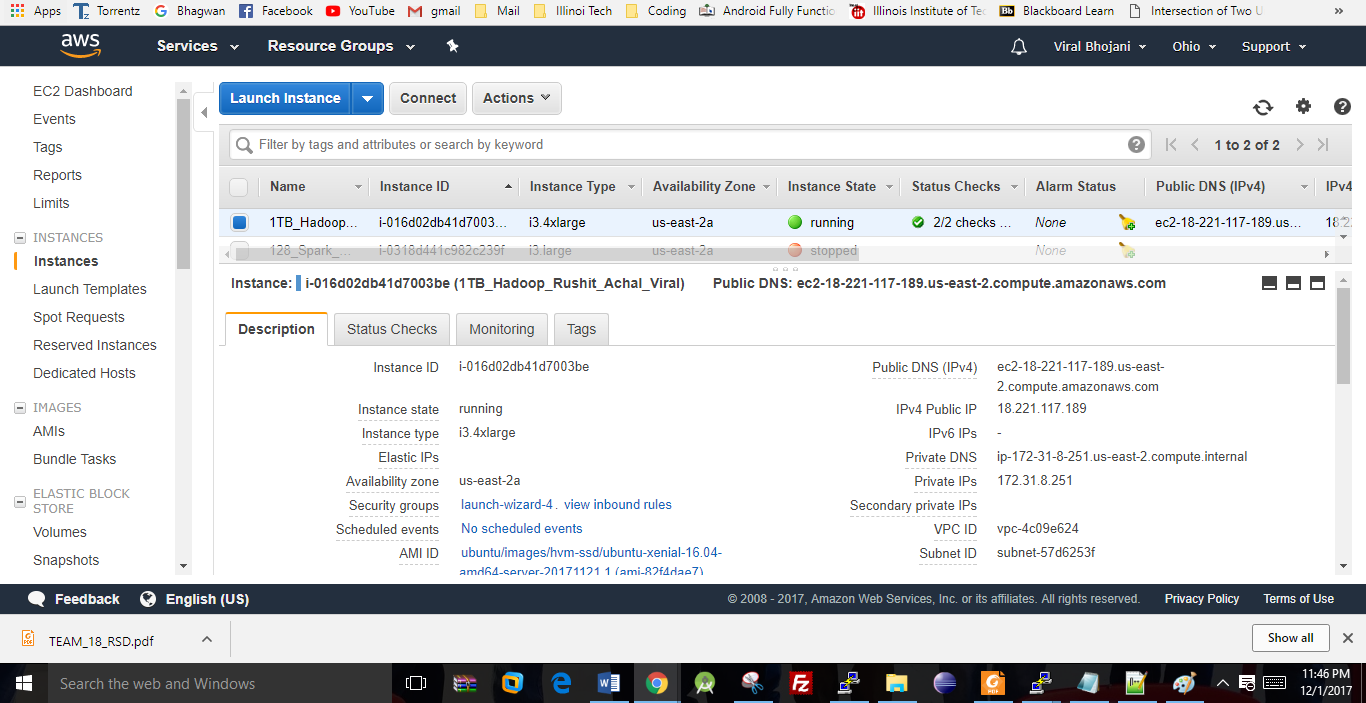 Apps Torrentz Bhagwan Facebook YouTube gmail Mail Illinoi Tech Coding Android Fully Functio Illinois Institute of Tec Blackboard Learn Intersection of Two U »
aws Services Resource Groups Viral Bhojani Ohio Support
EC2 Dashboard
Events
Tags
Reports
Limits
INSTANCES
Instances
Launch Templates
Spot Requests
Reserved Instances
Dedicated Hosts
IMAGES
AMIs
Bundle Tasks
ELASTIC BLOCK
STORE
Volumes
Snapshots
Launch Instance Connect Actions
Filter by tags and attributes or search by keyword 1 to 2 of 2
Name Instance ID Instance Type Availability Zone Instance State Status Checks Alarm Status Public DNS (IPv4) IPv4
1TB_Hadoop... i-016d02db41d7003... i3.4xlarge us-east-2a running 2/2 checks ... None ec2-18-221-117-189.us... 18.2
128_Spark_... i-0318d441c982c239f i3.large us-east-2a stopped None
Instance: i-016d02db41d7003be (1TB_Hadoop_Rushit_Achal_Viral) Public DNS: ec2-18-221-117-189.us-east-2.compute.amazonaws.com
Description Status Checks Monitoring Tags
Instance ID i-016d02db41d7003be
Instance state running
Instance type i3.4xlarge
Elastic IPs
Availability zone us-east-2a
Security groups launch-wizard-4. view inbound rules
Scheduled events No scheduled events
AMI ID ubuntu/images/hvm-ssd/ubuntu-xenial-16.04-
amd64-server-20171121.1 (ami-82f4dae7)
Public DNS (IPv4) ec2-18-221-117-189.us-east-
2.compute.amazonaws.com
IPv4 Public IP 18.221.117.189
IPv6 IPs -
Private DNS ip-172-31-8-251.us-east-2.compute.internal
Private IPs 172.31.8.251
Secondary private IPs
VPC ID vpc-4c09e624
Subnet ID subnet-57d6253f
Feedback English (US) © 2008 - 2017, Amazon Web Services, Inc. or its affiliates. All rights reserved. Privacy Policy Terms of Use
TEAM_18_RSD.pdf Show all
Search the web and Windows
11:46 PM
12/1/2017